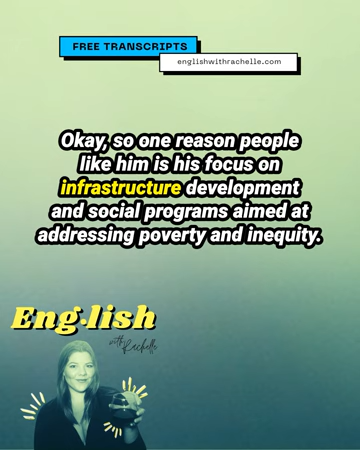 FREE TRANSCRIPTS
englishwithrachelle.com
Okay, so one reason people
like him is his focus on
infrastructure development
and social programs aimed at
addressing poverty and inequity.
Eng·lish
with Rachelle